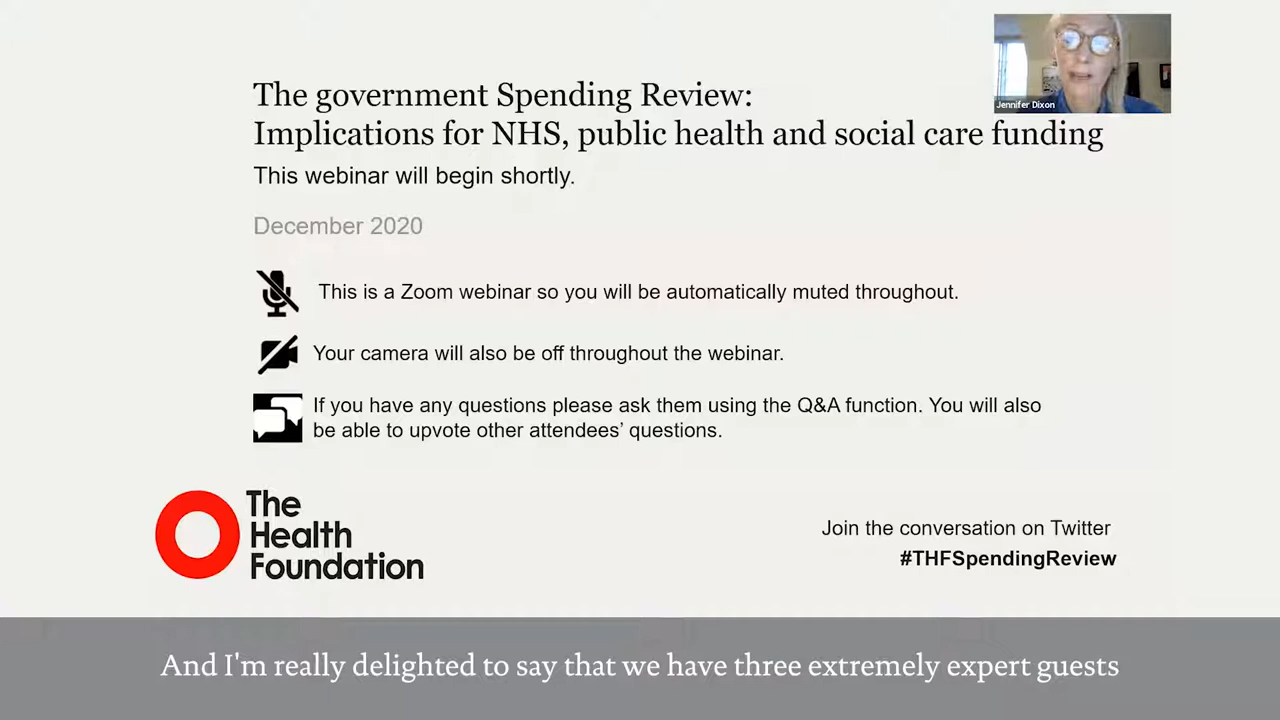 Jennifer Dixon
The government Spending Review:
Implications for NHS, public health and social care funding
This webinar will begin shortly.
December 2020
This is a Zoom webinar so you will be automatically muted throughout.
Your camera will also be off throughout the webinar.
If you have any questions please ask them using the Q&A function. You will also
be able to upvote other attendees’ questions.
The
Health
Foundation
Join the conversation on Twitter
#THFSpendingReview
And I'm really delighted to say that we have three extremely expert guests